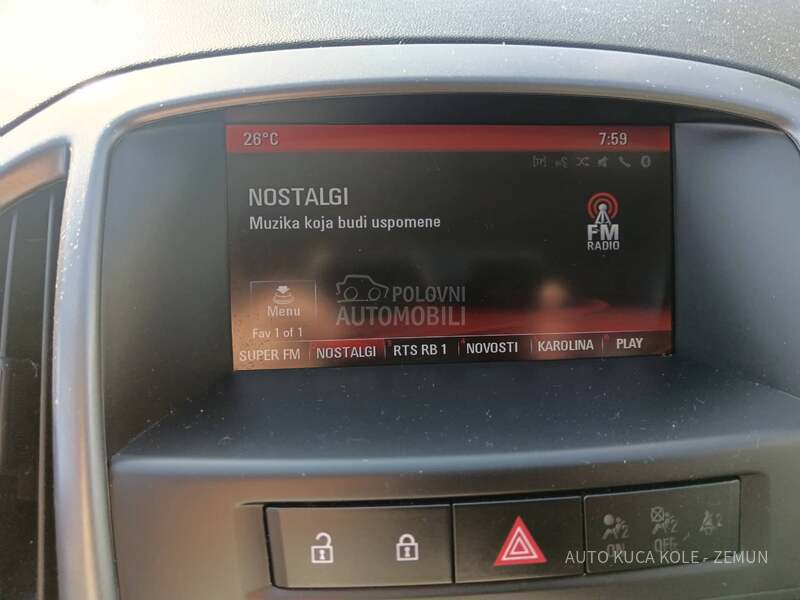 26°C 7:59
NOSTALGI
Muzika koja budi uspomene
FM
RADIO
Menu
POLOVNI
AUTOMOBILI
Fav 1 of 1
SUPER FM NOSTALGI RTS RB 1 NOVOSTI KAROLINA PLAY
ON OFF
AUTO KUCA KOLE - ZEMUN